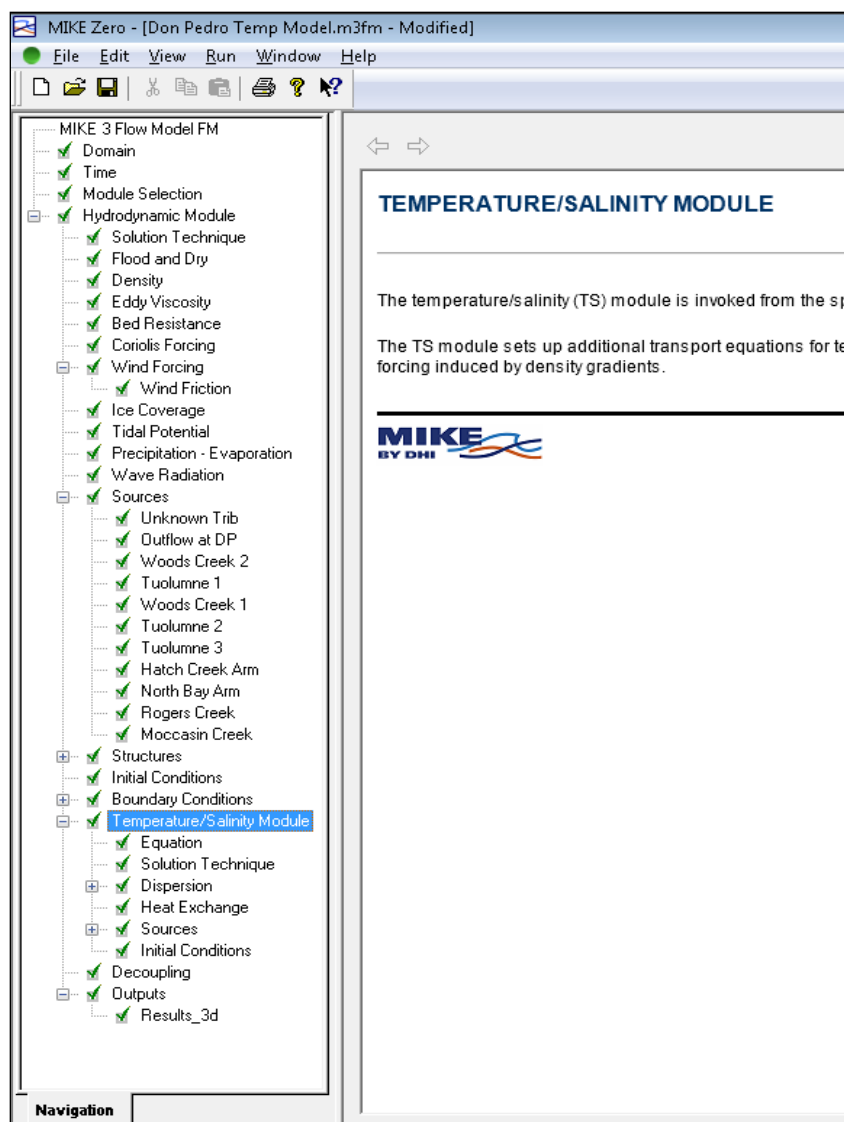 MIKE Zero - [Don Pedro Temp Model.m3fm - Modified]
File Edit View Run Window Help
MIKE 3 Flow Model FM
Domain
Time
Module Selection
Hydrodynamic Module
Solution Technique
Flood and Dry
Density
Eddy Viscosity
Bed Resistance
Coriolis Forcing
Wind Forcing
Wind Friction
Ice Coverage
Tidal Potential
Precipitation - Evaporation
Wave Radiation
Sources
Unknown Trib
Outflow at DP
Woods Creek 2
Tuolumne 1
Woods Creek 1
Tuolumne 2
Tuolumne 3
Hatch Creek Arm
North Bay Arm
Rogers Creek
Moccasin Creek
Structures
Initial Conditions
Boundary Conditions
Temperature/Salinity Module
Equation
Solution Technique
Dispersion
Heat Exchange
Sources
Initial Conditions
Decoupling
Outputs
Results_3d
Navigation
TEMPERATURE/SALINITY MODULE
The temperature/salinity (TS) module is invoked from the sp
The TS module sets up additional transport equations for te
forcing induced by density gradients.
MIKE
BY DHI